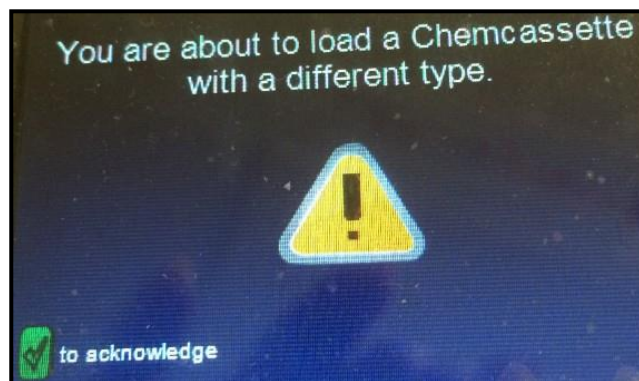 You are about to load a Chemcassette
with a different type.
!
to acknowledge